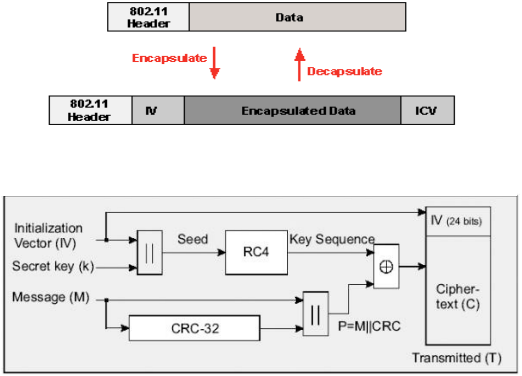 802.11 Header
Data
Encapsulate
Decapsulate
802.11 Header
IV
Encapsulated Data
ICV
Initialization Vector (IV)
Secret key (k)
||
Seed
RC4
Key Sequence
⊕
IV (24 bits)
Message (M)
CRC-32
||
P=M||CRC
Cipher-
text (C)
Transmitted (T)